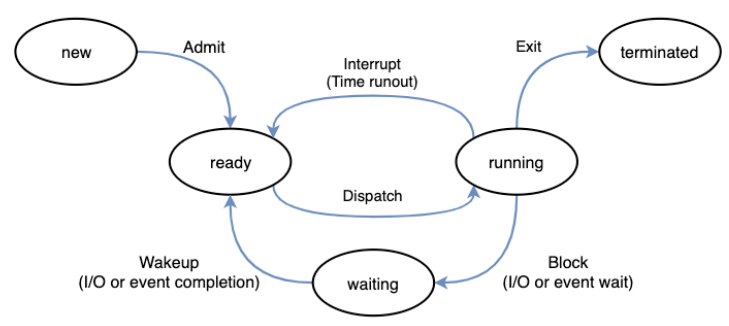 new
Admit
Interrupt
(Time runout)
Exit
terminated
ready
running
Dispatch
Wakeup
(I/O or event completion)
waiting
Block
(I/O or event wait)